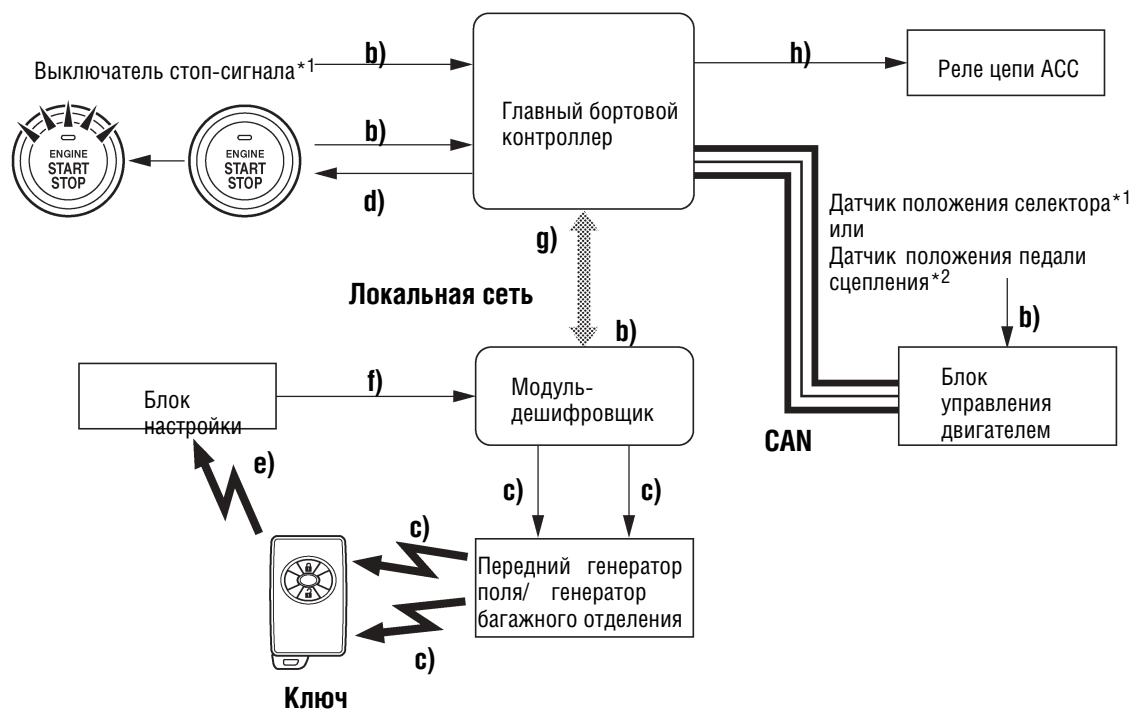 Выключатель стоп-сигнала*1
b)
Главный бортовой
контроллер
h)
Реле цепи ACC
ENGINE
START
STOP
ENGINE
START
STOP
b)
d)
g)
Локальная сеть
b)
Датчик положения селектора*1
или
Датчик положения педали
сцепления*2
b)
Блок
настройки
f)
Модуль-
дешифровщик
CAN
Блок
управления
двигателем
e)
c)
c)
c)
Передний генератор
поля/ генератор
багажного отделения
c)
Ключ